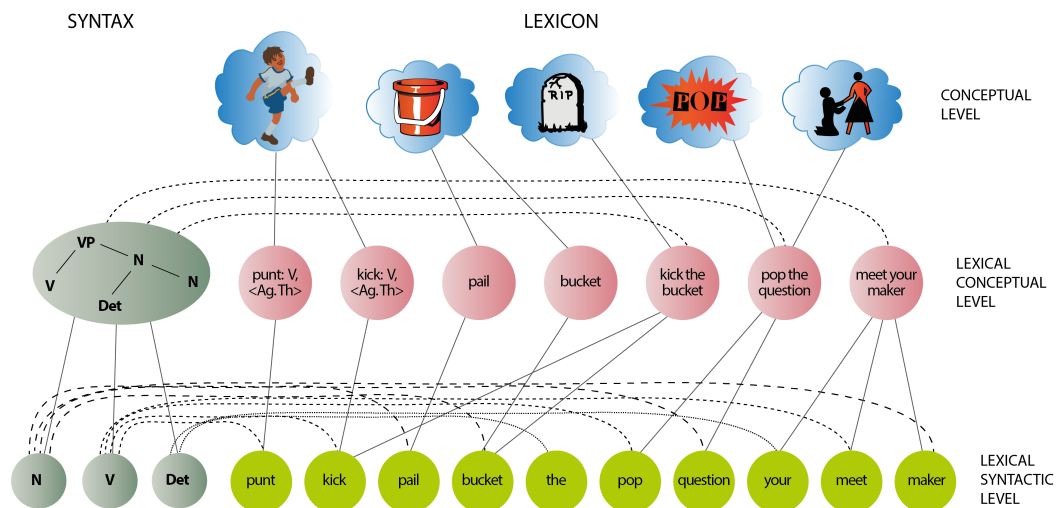 SYNTAX
LEXICON
RIP
POP
CONCEPTUAL
LEVEL
VP
N
V
N
Det
punt: V,
<Ag. Th>
kick: V,
<Ag. Th>
pail
bucket
kick the
bucket
pop the
question
meet your
maker
LEXICAL
CONCEPTUAL
LEVEL
N
V
Det
punt
kick
pail
bucket
the
pop
question
your
meet
maker
LEXICAL
SYNTACTIC
LEVEL